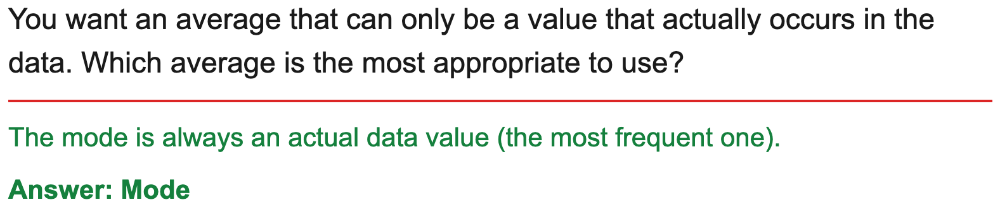 You want an average that can only be a value that actually occurs in the
data. Which average is the most appropriate to use?
The mode is always an actual data value (the most frequent one).
Answer: Mode